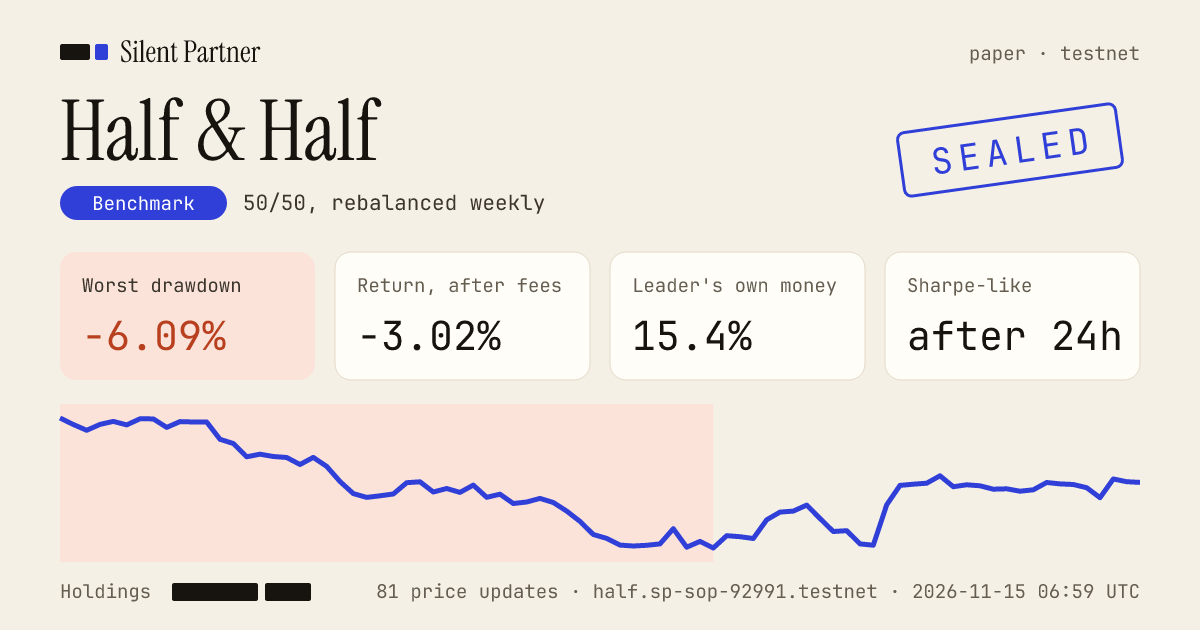 Silent Partner
paper · testnet
Half & Half
SEALED
Benchmark
50/50, rebalanced weekly
Worst drawdown
-6.09%
Return, after fees
-3.02%
Leader's own money
15.4%
Sharpe-like
after 24h
Holdings
81 price updates · half.sp-sop-92991.testnet · 2026-11-15 06:59 UTC